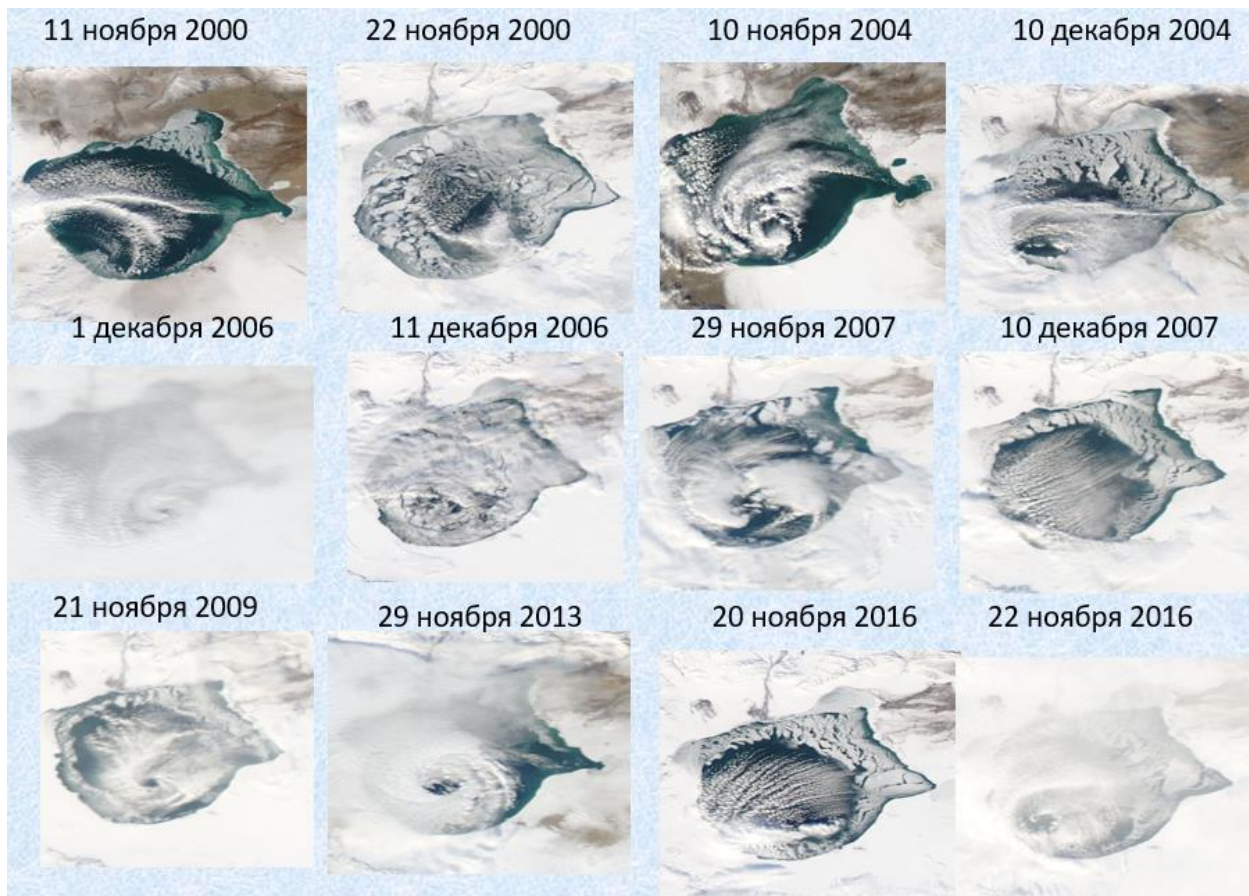 11 ноября 2000
22 ноября 2000
10 ноября 2004
10 декабря 2004
1 декабря 2006
11 декабря 2006
29 ноября 2007
10 декабря 2007
21 ноября 2009
29 ноября 2013
20 ноября 2016
22 ноября 2016